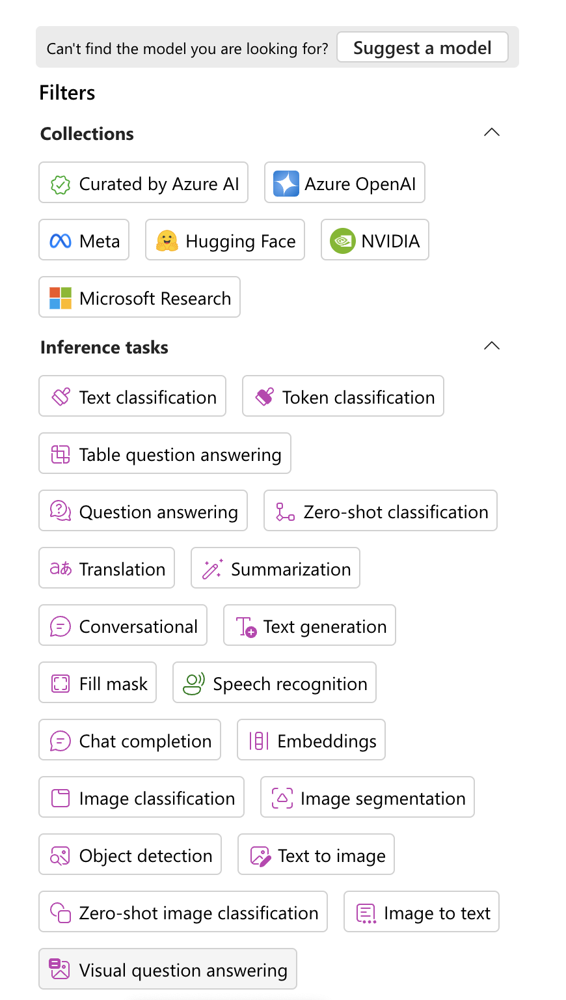 Can't find the model you are looking for? Suggest a model
Filters
Collections
Curated by Azure AI Azure OpenAI
Meta Hugging Face NVIDIA
Microsoft Research
Inference tasks
Text classification Token classification
Table question answering
Question answering Zero-shot classification
aあ Translation Summarization
Conversational Text generation
Fill mask Speech recognition
Chat completion Embeddings
Image classification Image segmentation
Object detection Text to image
Zero-shot image classification Image to text
Visual question answering